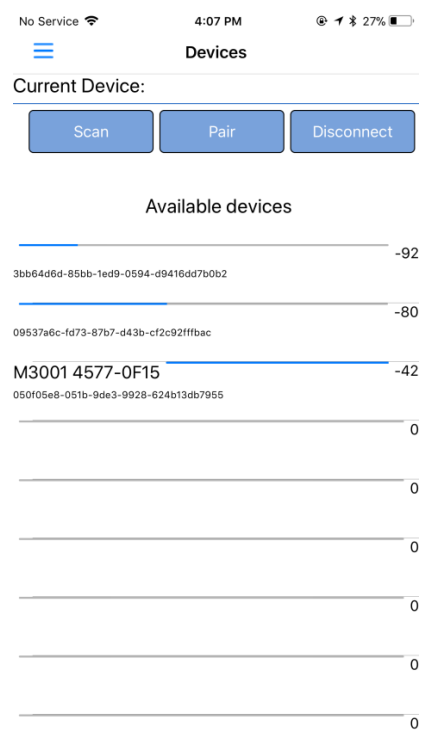 No Service 4:07 PM 27%
Devices
Current Device:
Scan Pair Disconnect
Available devices
-92
3bb64d6d-85bb-1ed9-0594-d9416dd7b0b2
-80
09537a6c-fd73-87b7-d43b-cf2c92fffbac
M3001 4577-0F15 -42
050f05e8-051b-9de3-9928-624b13db7955
0
0
0
0
0
0